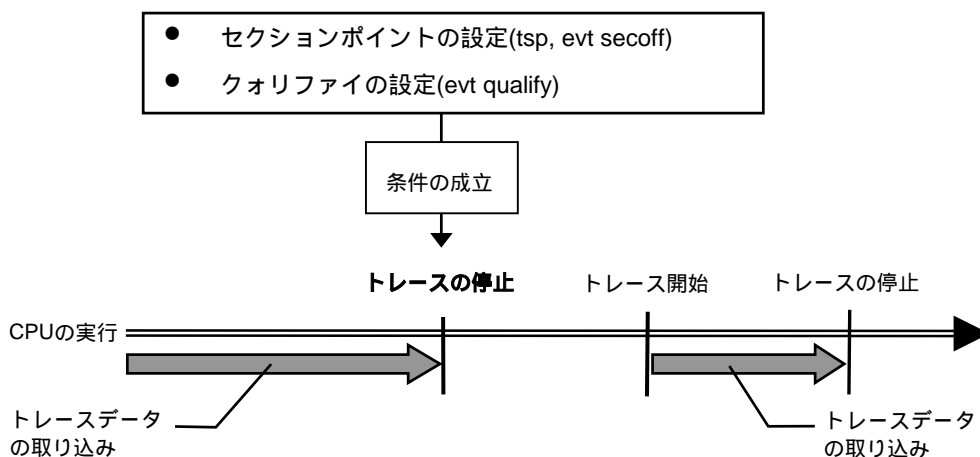 ● セクションポイントの設定(tsp, evt secoff)
● クォリファイの設定(evt qualify)
条件の成立
トレースの停止
トレース開始
トレースの停止
CPUの実行
トレースデータ
の取り込み
トレースデータ
の取り込み